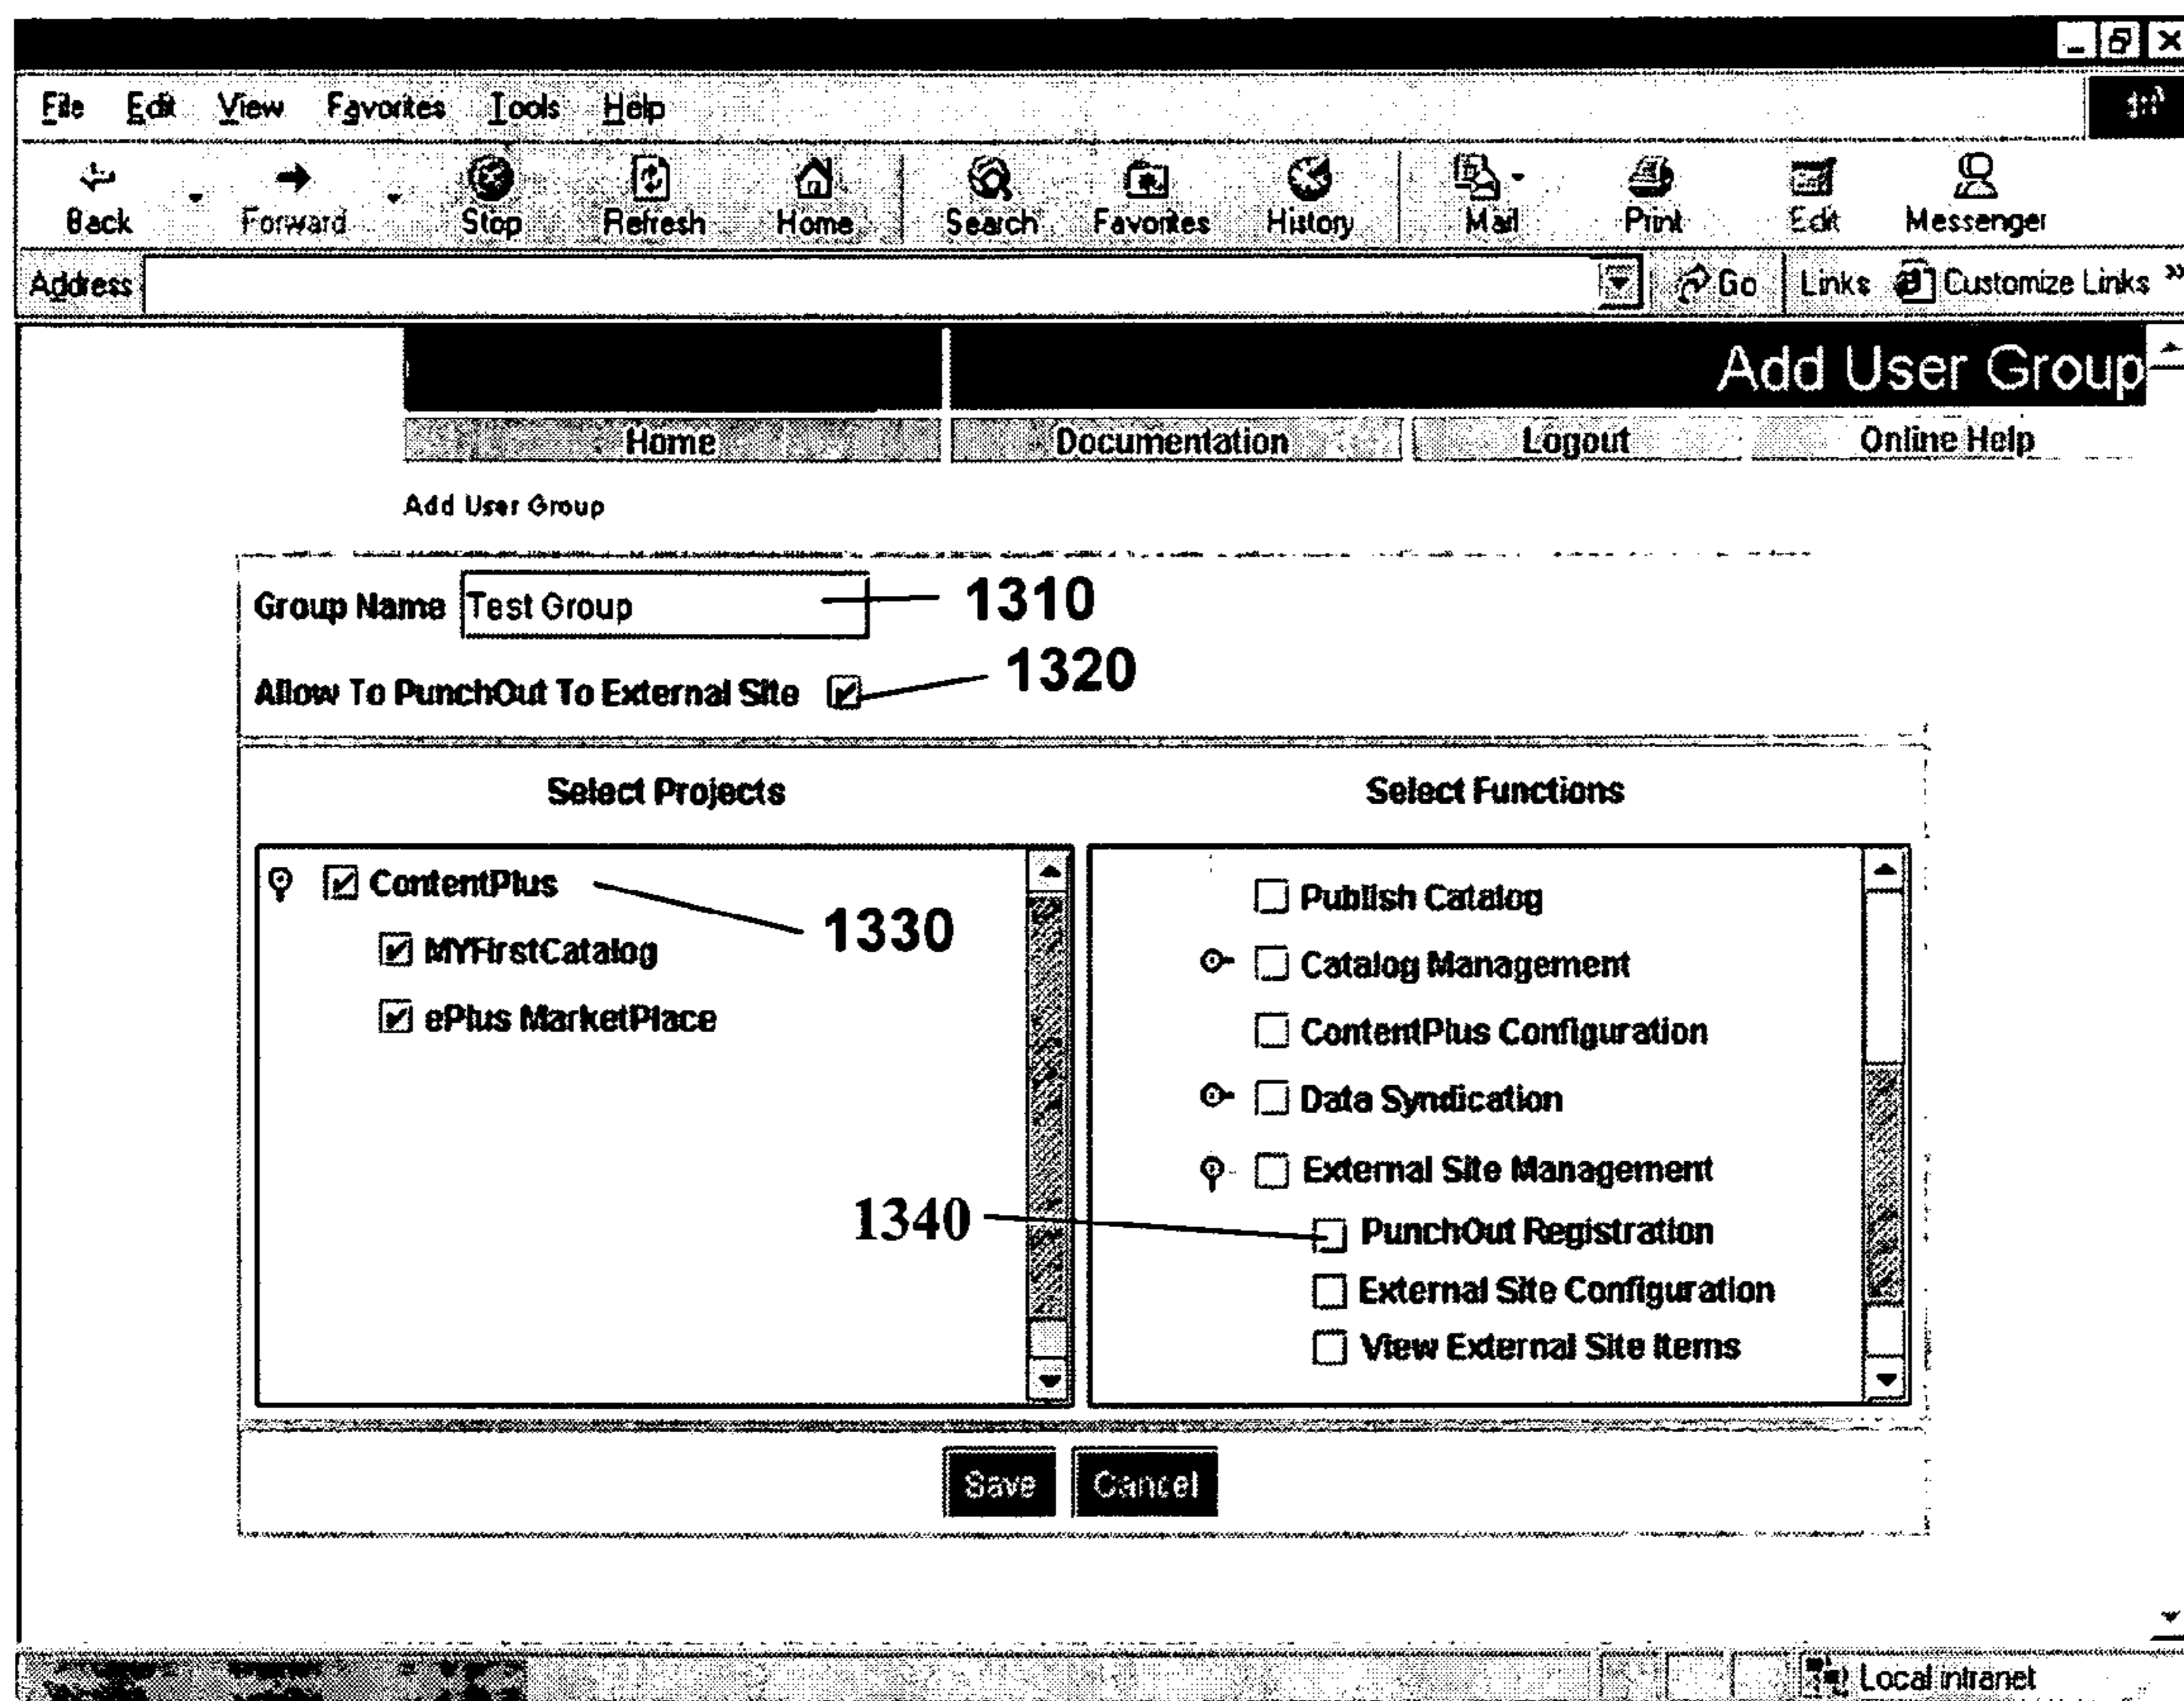 File Edit View Favorites Tools Help
Back Forward Stop Refresh Home Search Favorites History Mail Print Edit Messenger
Address Go Links Customize Links »
Add User Group
Home Documentation Logout Online Help
Add User Group
Group Name Test Group 1310
Allow To PunchOut To External Site 1320
Select Projects Select Functions
ContentPlus 1330
MYFirstCatalog
ePlus MarketPlace
Publish Catalog
Catalog Management
ContentPlus Configuration
Data Syndication
External Site Management
1340 PunchOut Registration
External Site Configuration
View External Site Items
Save Cancel
Local intranet